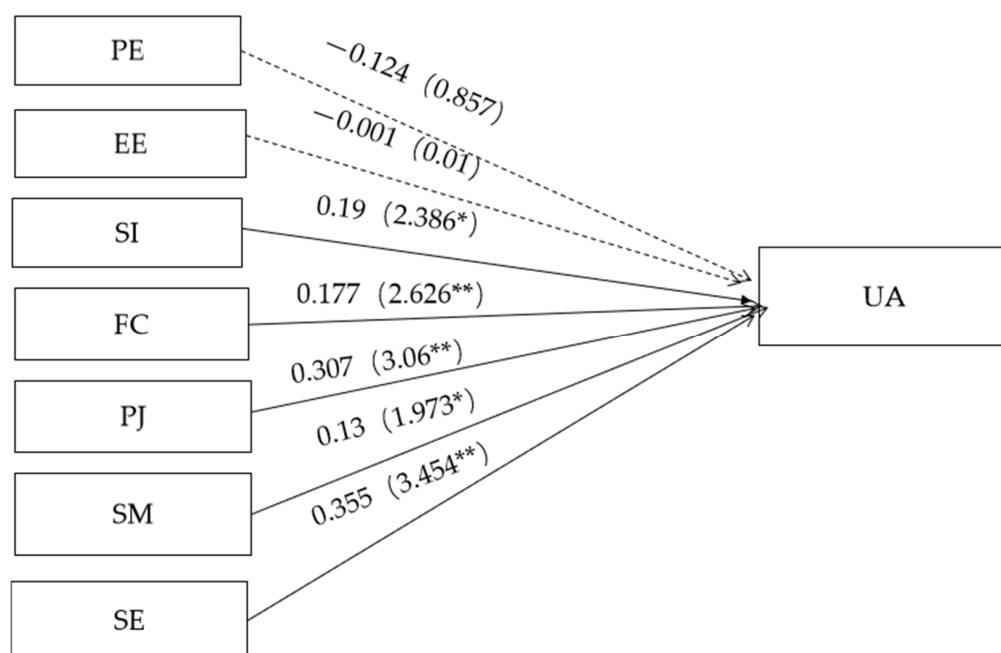 PE
−0.124 (0.857)
EE
−0.001 (0.01)
SI
0.19 (2.386*)
FC
0.177 (2.626**)
PJ
0.307 (3.06**)
SM
0.13 (1.973*)
SE
0.355 (3.454**)
UA